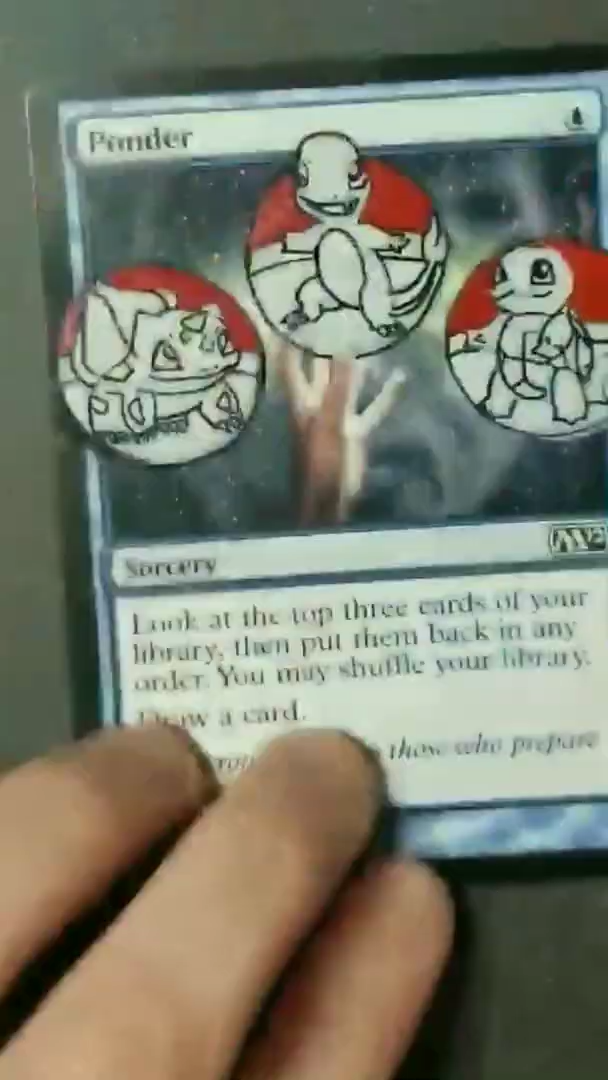 Ponder
Sorcery
M12
Look at the top three cards of your
library, then put them back in any
order. You may shuffle your library.
Draw a card.
those who prepare